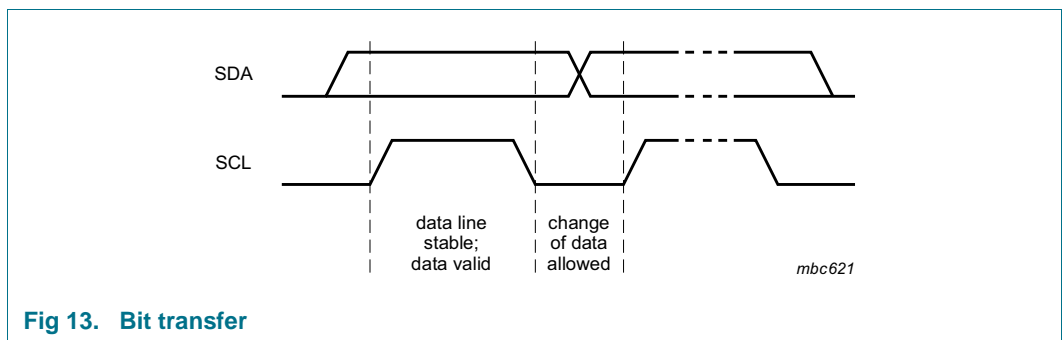 SDA
SCL
data line
stable;
data valid
change
of data
allowed
mbc621
Fig 13. Bit transfer